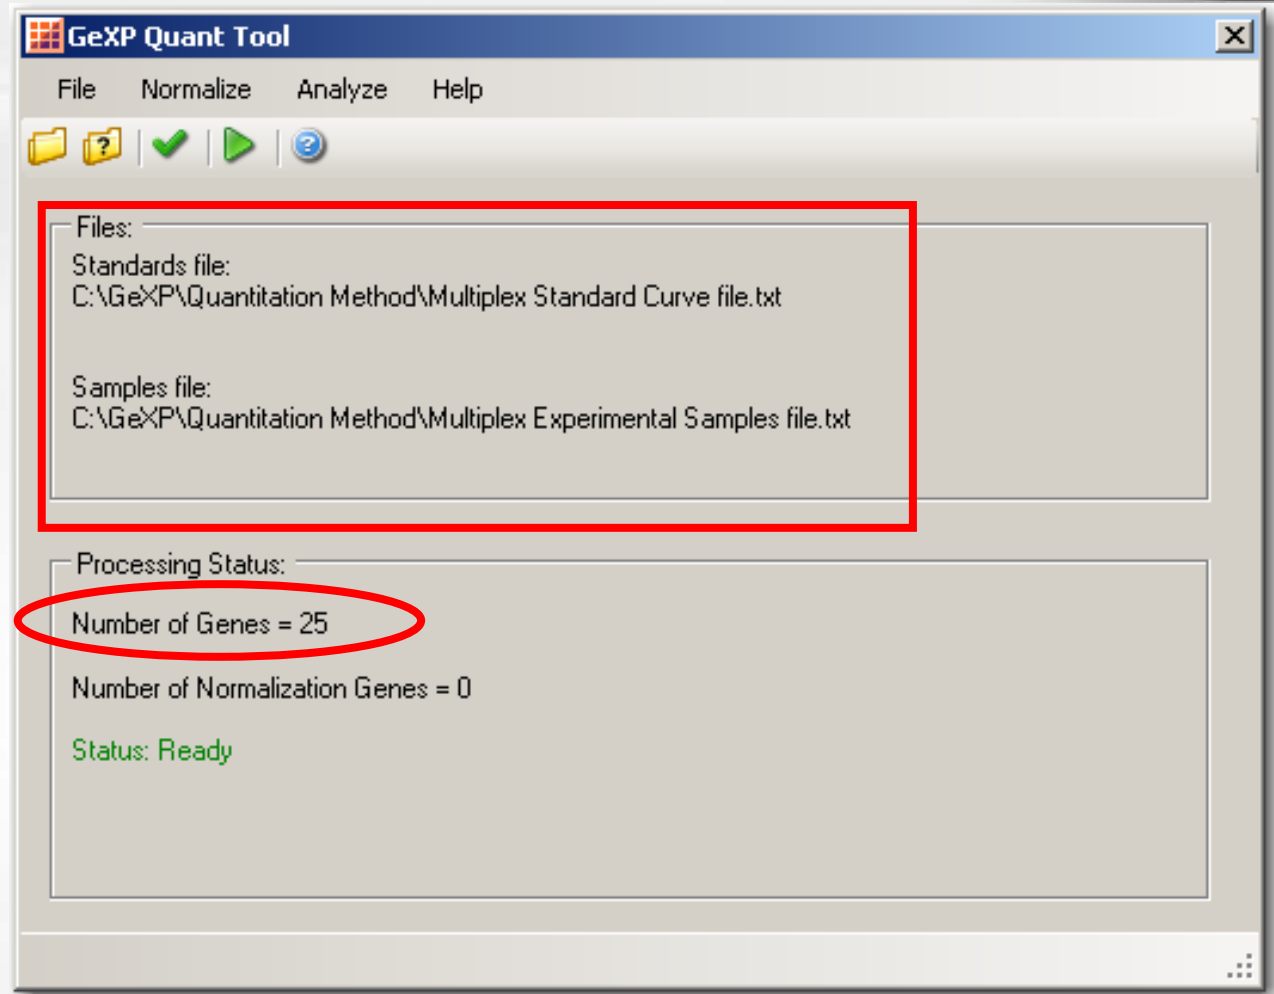 GeXP Quant Tool
File Normalize Analyze Help
Files:
Standards file:
C:\GeXP\Quantitation Method\Multiplex Standard Curve file.txt
Samples file:
C:\GeXP\Quantitation Method\Multiplex Experimental Samples file.txt
Processing Status:
Number of Genes = 25
Number of Normalization Genes = 0
Status: Ready